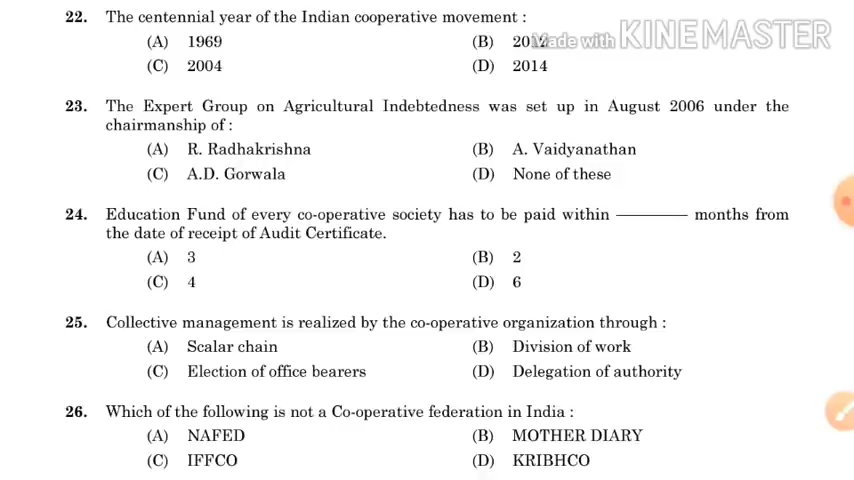 22. The centennial year of the Indian cooperative movement :
(A) 1969 (B) 2012
(C) 2004 (D) 2014
Made with KINEMASTER
23. The Expert Group on Agricultural Indebtedness was set up in August 2006 under the
chairmanship of :
(A) R. Radhakrishna (B) A. Vaidyanathan
(C) A.D. Gorwala (D) None of these
24. Education Fund of every co-operative society has to be paid within ———— months from
the date of receipt of Audit Certificate.
(A) 3 (B) 2
(C) 4 (D) 6
25. Collective management is realized by the co-operative organization through :
(A) Scalar chain (B) Division of work
(C) Election of office bearers (D) Delegation of authority
26. Which of the following is not a Co-operative federation in India :
(A) NAFED (B) MOTHER DIARY
(C) IFFCO (D) KRIBHCO